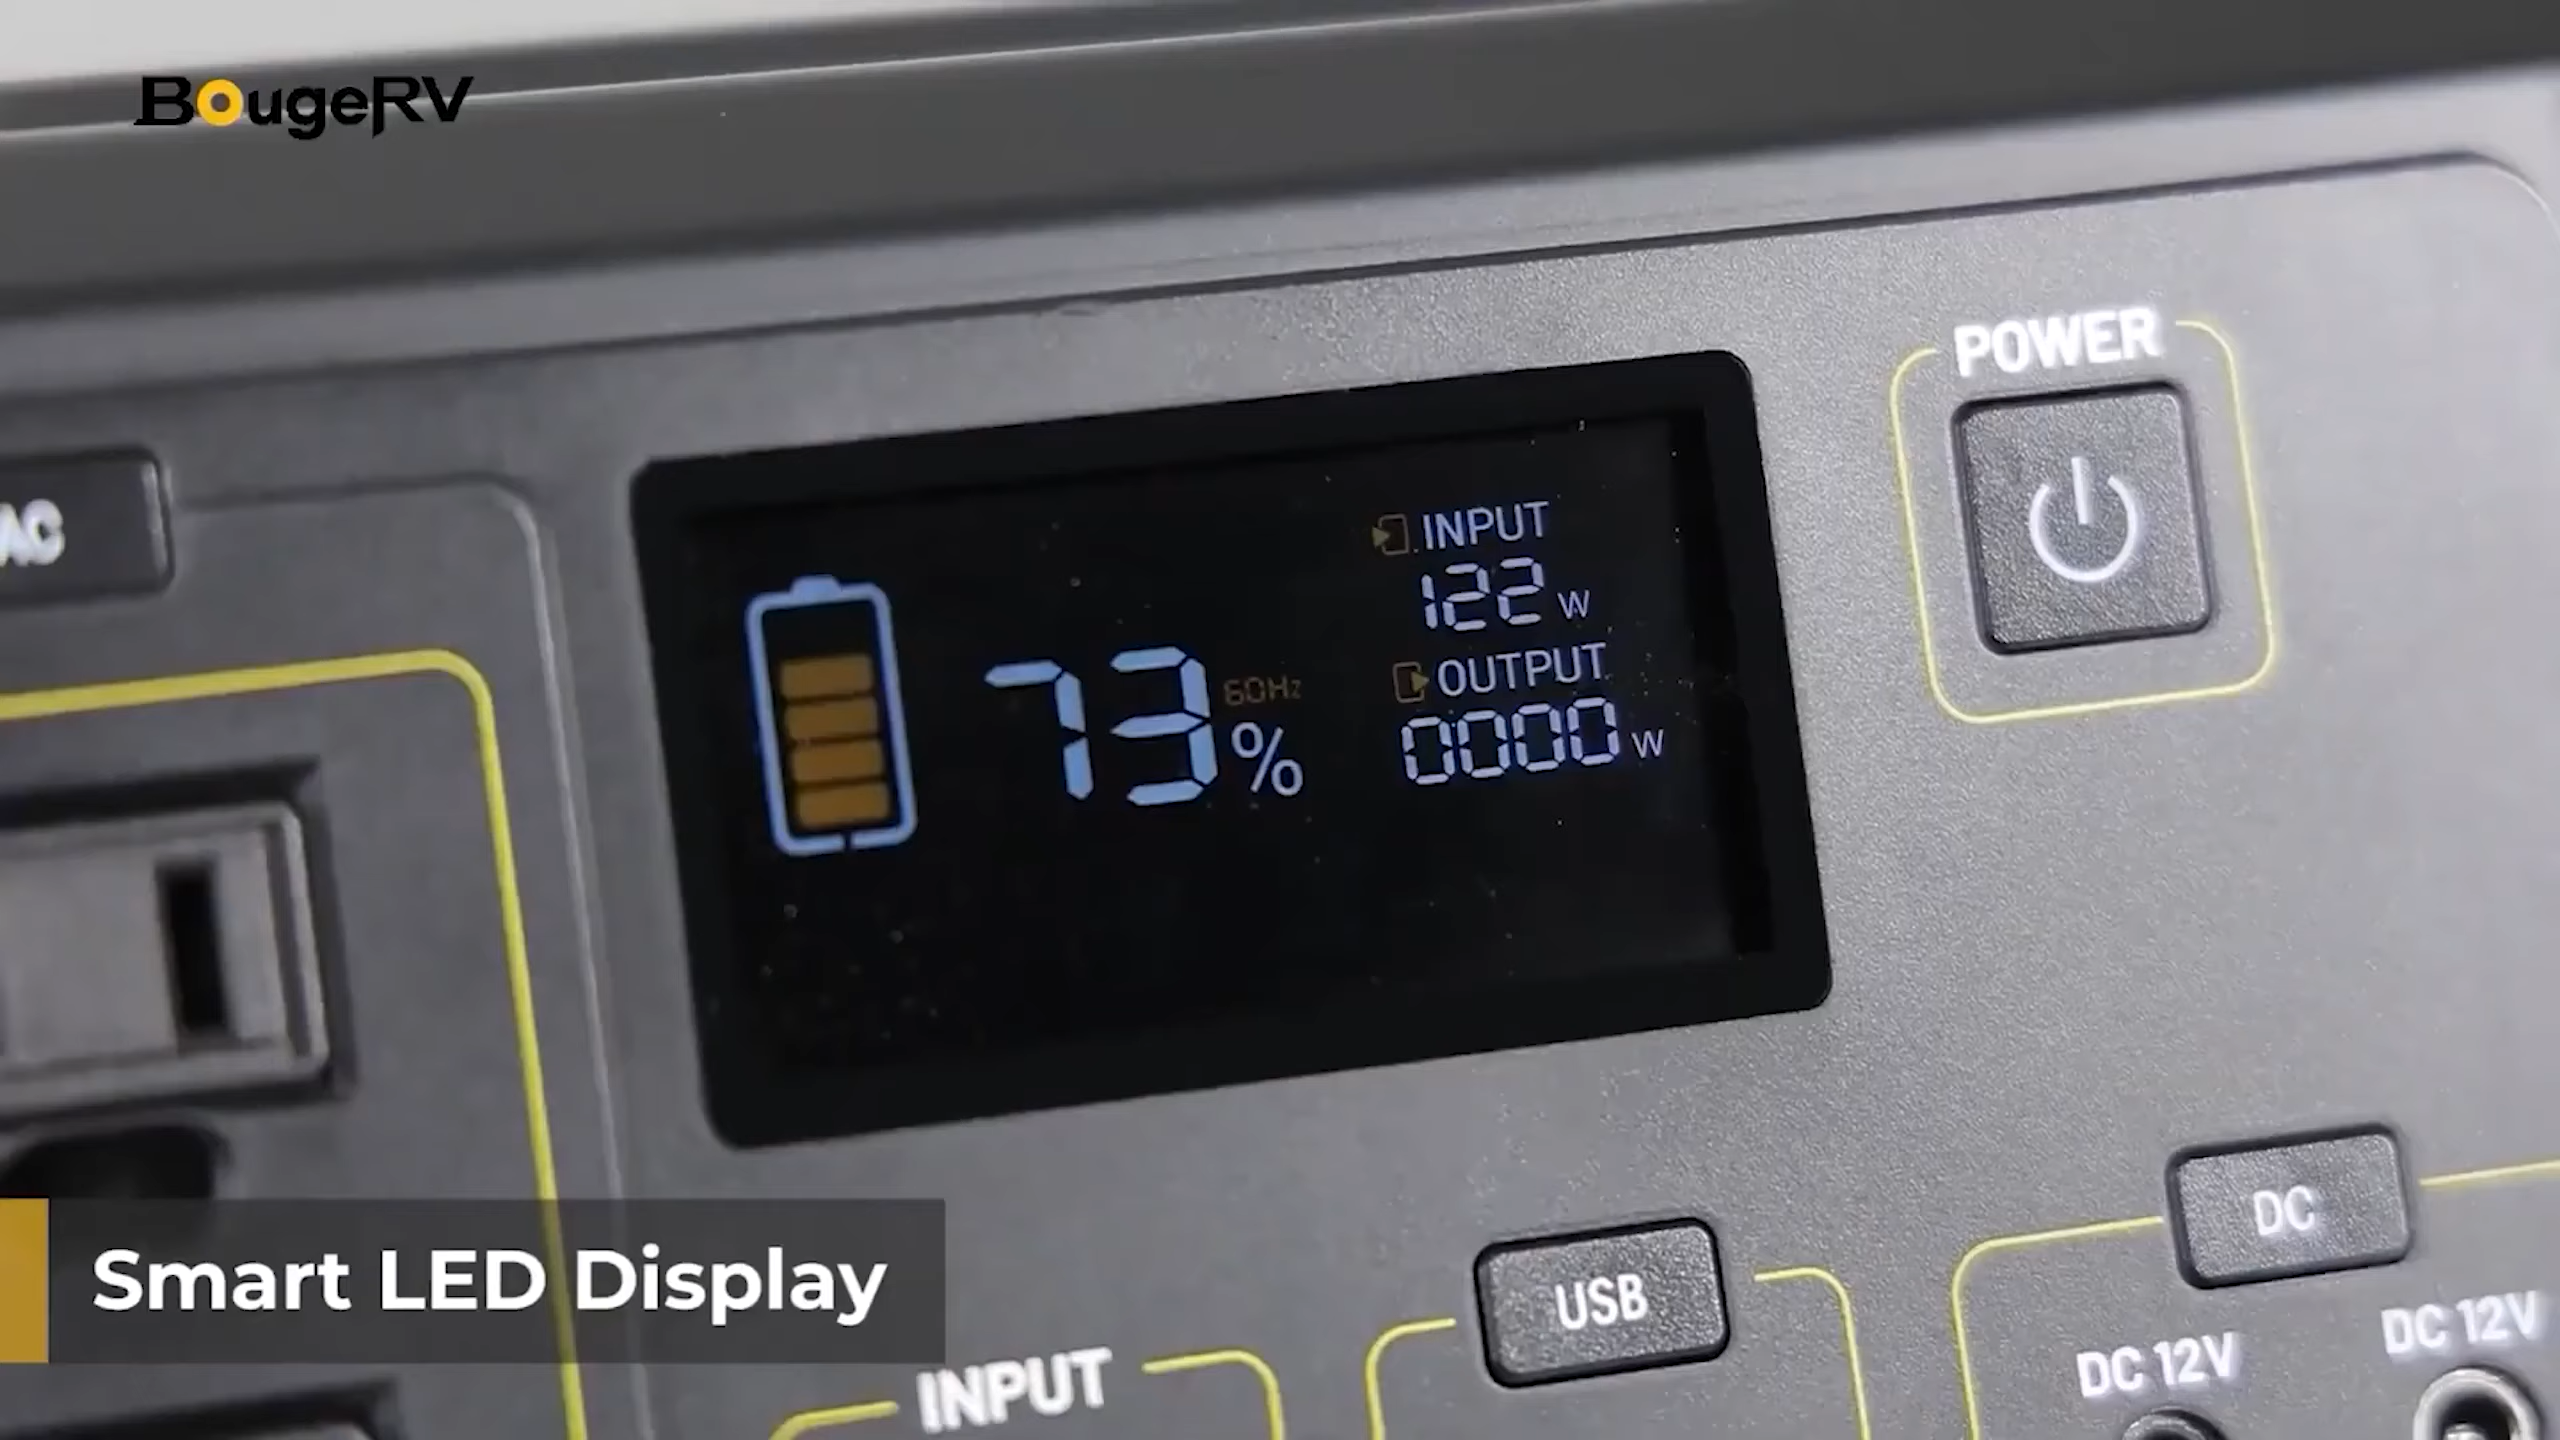 BougeRV
POWER
AC
INPUT
122 W
73 %
60Hz
OUTPUT
0000 W
DC
USB
Smart LED Display
DC 12V
DC 12V
INPUT